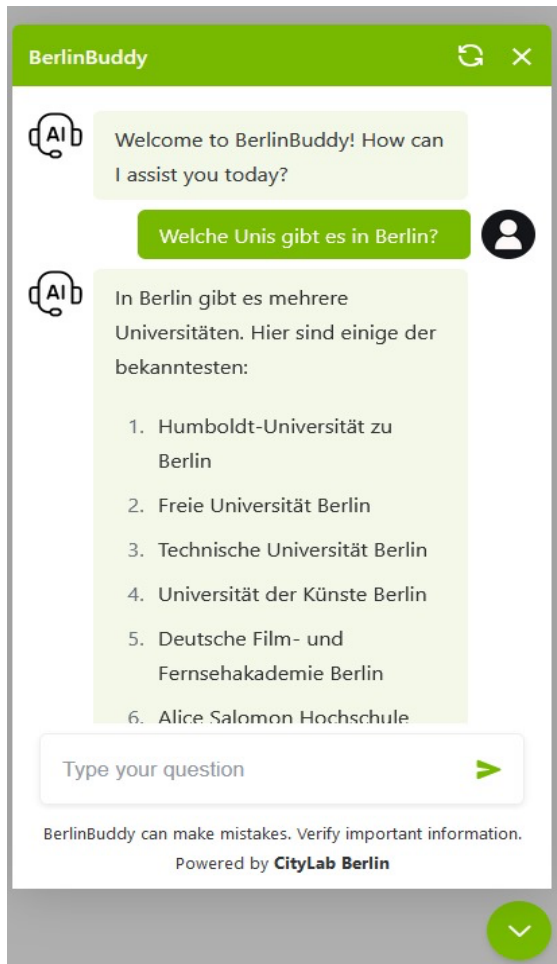 BerlinBuddy
AI
Welcome to BerlinBuddy! How can
I assist you today?
Welche Unis gibt es in Berlin?
AI
In Berlin gibt es mehrere
Universitäten. Hier sind einige der
bekanntesten:
1. Humboldt-Universität zu
Berlin
2. Freie Universität Berlin
3. Technische Universität Berlin
4. Universität der Künste Berlin
5. Deutsche Film- und
Fernsehakademie Berlin
6. Alice Salomon Hochschule
Type your question
BerlinBuddy can make mistakes. Verify important information.
Powered by CityLab Berlin